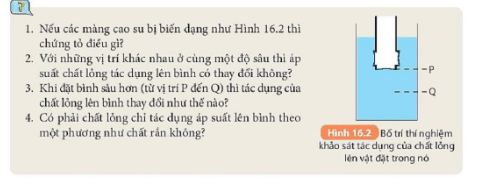 ?
1. Nếu các màng cao su bị biến dạng như Hình 16.2 thì
chứng tỏ điều gì?
2. Với những vị trí khác nhau ở cùng một độ sâu thì áp
suất chất lỏng tác dụng lên bình có thay đổi không?
3. Khi đặt bình sâu hơn (từ vị trí P đến Q) thì tác dụng của
chất lỏng lên bình thay đổi như thế nào?
4. Có phải chất lỏng chỉ tác dụng áp suất lên bình theo
một phương như chất rắn không?
P
Q
Hình 16.2 Bố trí thí nghiệm
khảo sát tác dụng của chất lỏng
lên vật đặt trong nó